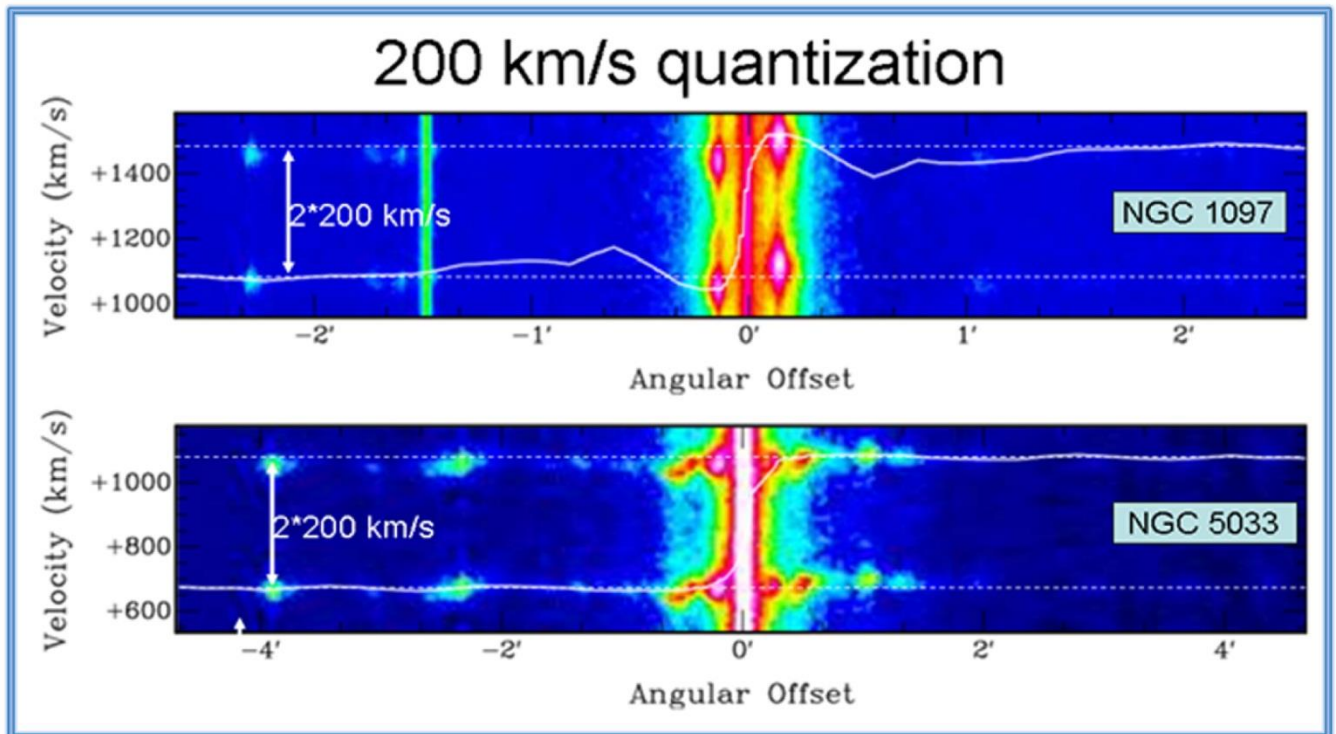 200 km/s quantization
Velocity (km/s)
+1400
+1200
+1000
2*200 km/s
NGC 1097
−2′ −1′ 0′ 1′ 2′
Angular Offset
Velocity (km/s)
+1000
+800
+600
2*200 km/s
NGC 5033
−4′ −2′ 0′ 2′ 4′
Angular Offset